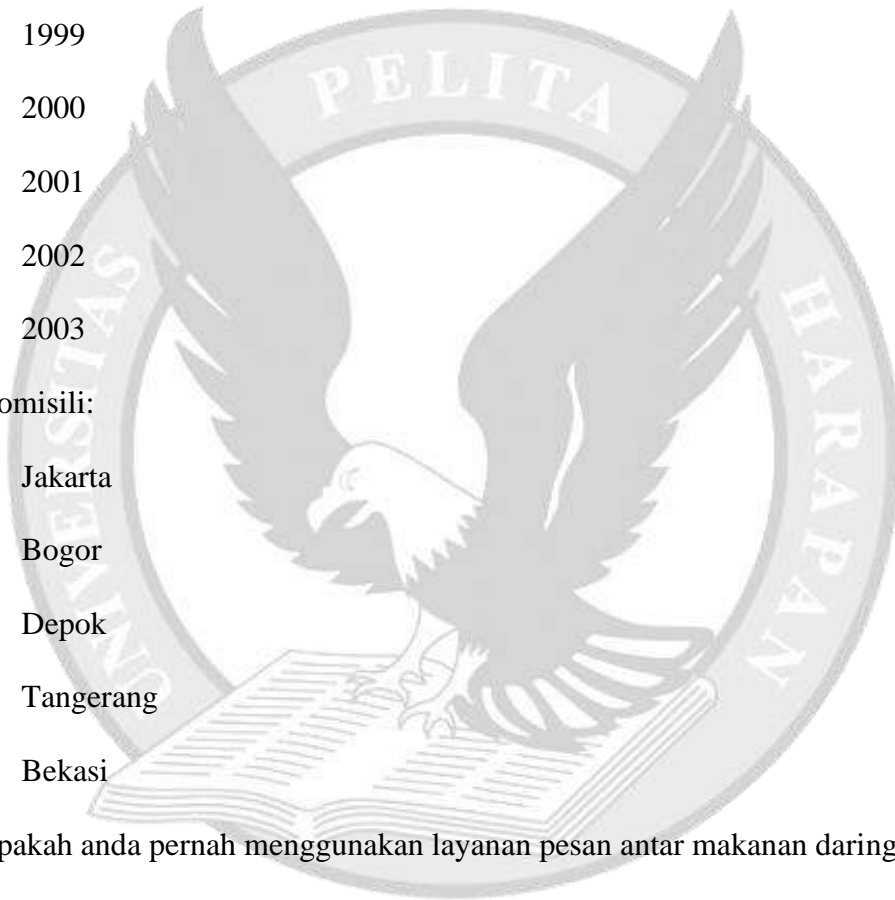 1999
2000
2001
2002
2003
omisili:
Jakarta
Bogor
Depok
Tangerang
Bekasi
pakah anda pernah menggunakan layanan pesan antar makanan daring
UNIVERSITAS PELITA HARAPAN